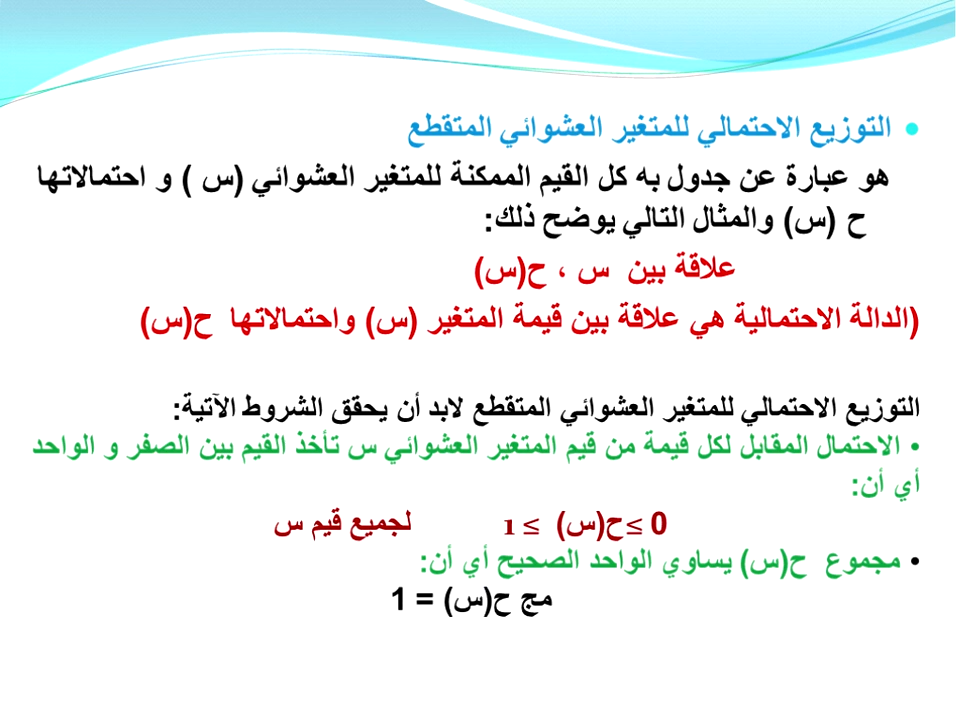 • التوزيع الاحتمالي للمتغير العشوائي المتقطع
هو عبارة عن جدول به كل القيم الممكنة للمتغير العشوائي (س ) و احتمالاتها
ح (س) والمثال التالي يوضح ذلك:
علاقة بين س ، ح(س)
(الدالة الاحتمالية هي علاقة بين قيمة المتغير (س) واحتمالاتها ح(س)
التوزيع الاحتمالي للمتغير العشوائي المتقطع لابد أن يحقق الشروط الآتية:
• الاحتمال المقابل لكل قيمة من قيم المتغير العشوائي س تأخذ القيم بين الصفر و الواحد
أي أن:
0 ≥ ح(س) ≥ 1 لجميع قيم س
• مجموع ح(س) يساوي الواحد الصحيح أي أن:
مج ح(س) = 1